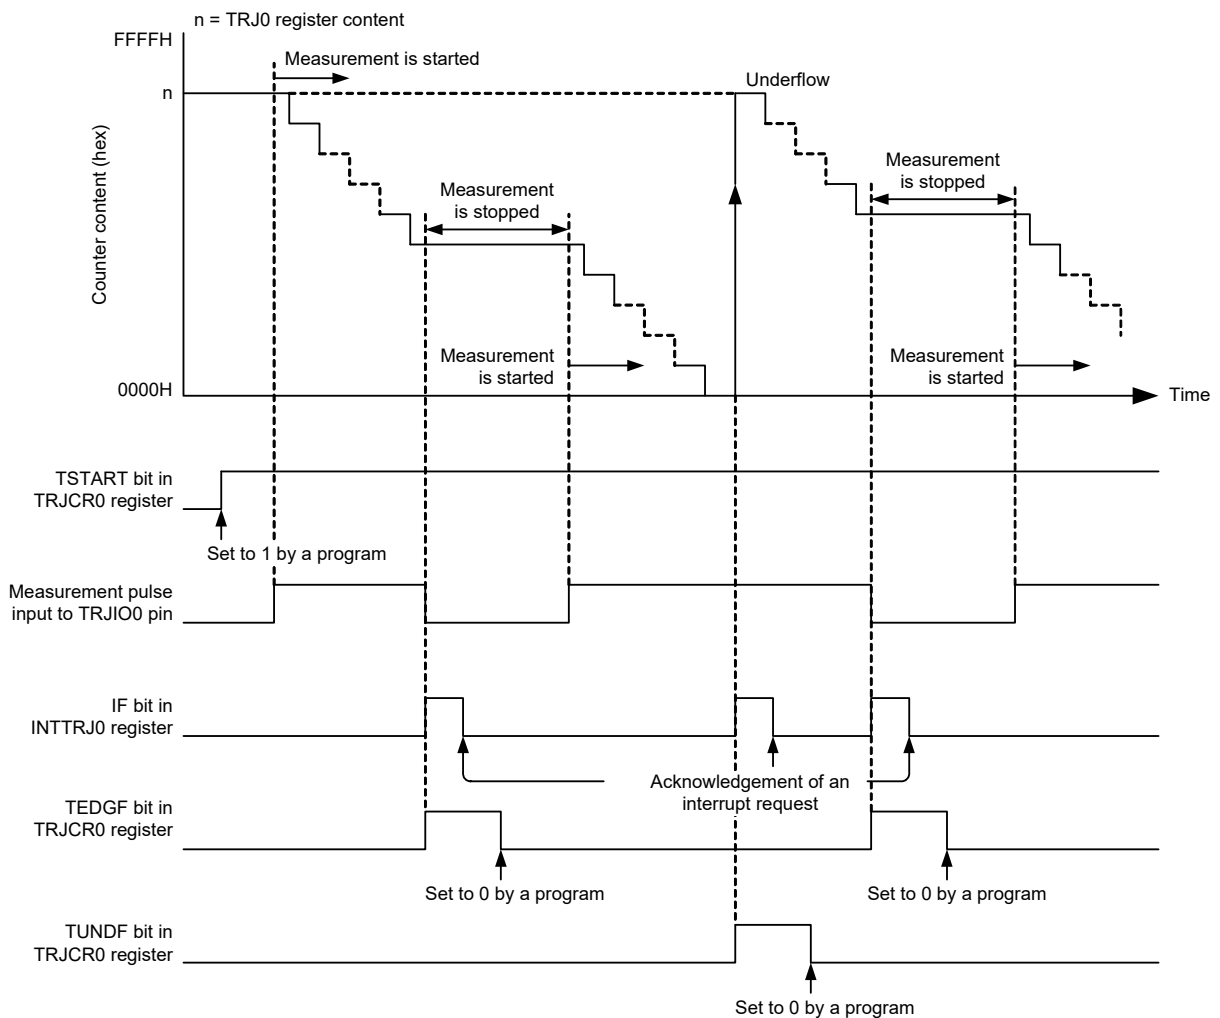 n = TRJ0 register content
FFFFH
Measurement is started
n
Underflow
Counter content (hex)
Measurement
is stopped
Measurement
is stopped
Measurement
is started
Measurement
is started
0000H
Time
TSTART bit in
TRJCR0 register
Set to 1 by a program
Measurement pulse
input to TRJIO0 pin
IF bit in
INTTRJ0 register
Acknowledgement of an
interrupt request
TEDGF bit in
TRJCR0 register
Set to 0 by a program
Set to 0 by a program
TUNDF bit in
TRJCR0 register
Set to 0 by a program